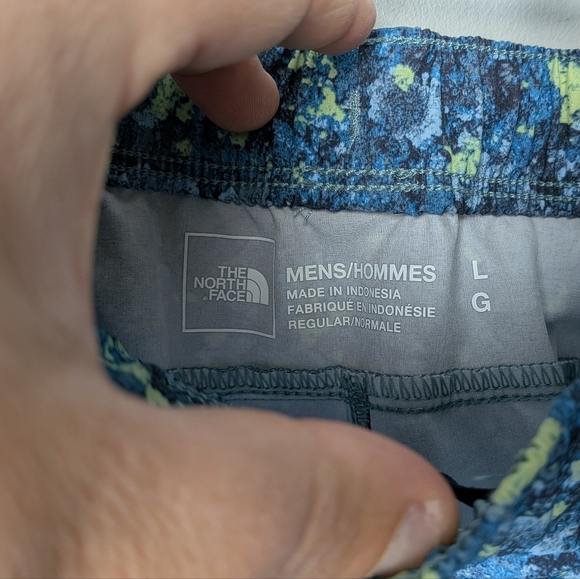 THE
NORTH
FACE
MENS/HOMMES
MADE IN INDONESIA
FABRIQUÉ EN INDONÉSIE
REGULAR/NORMALE
L
G